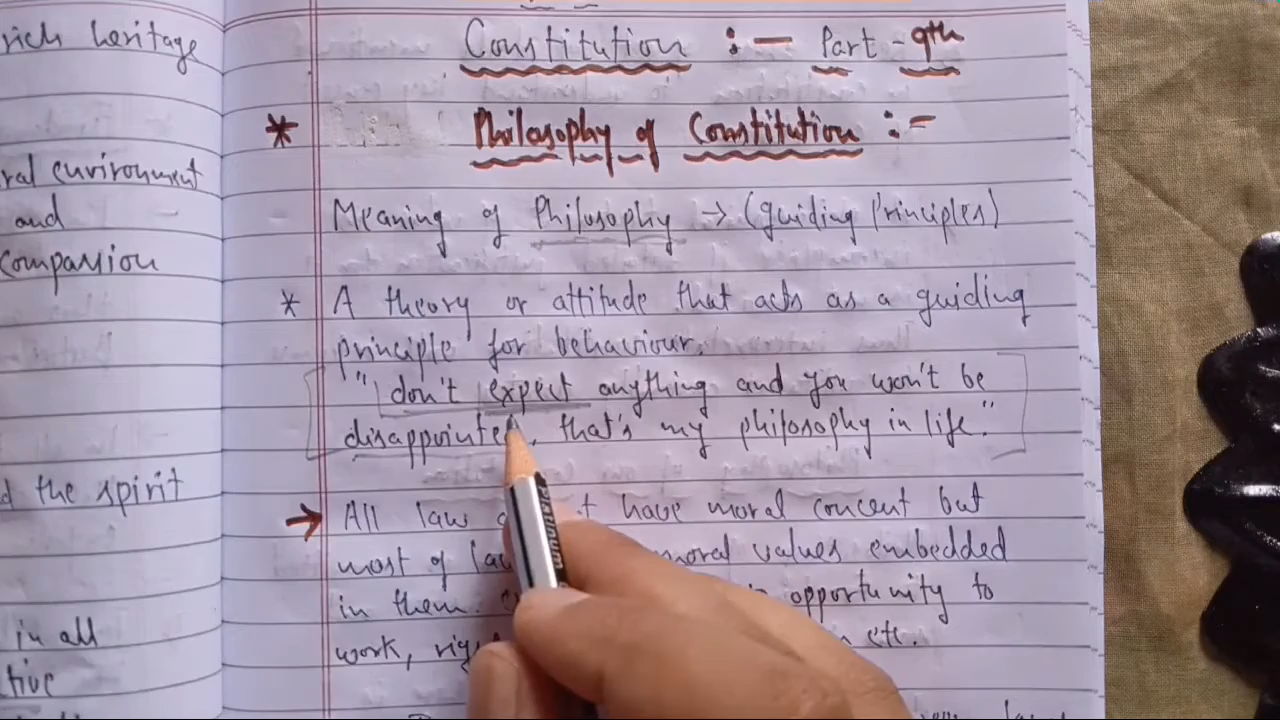 rich heritage
ral environment
and
compassion
d the spirit
in all
tive
Constitution :- Part - 9th
* Philosophy of Constitution :-
Meaning of Philosophy → (guiding Principles)
* A theory or attitude that acts as a guiding
principle for behaviour.
"don't expect anything and you won't be
disappointed, that's my philosophy in life."
→ All law have moral concent but
most of moral values embedded
in them. opportunity to
work, etc.